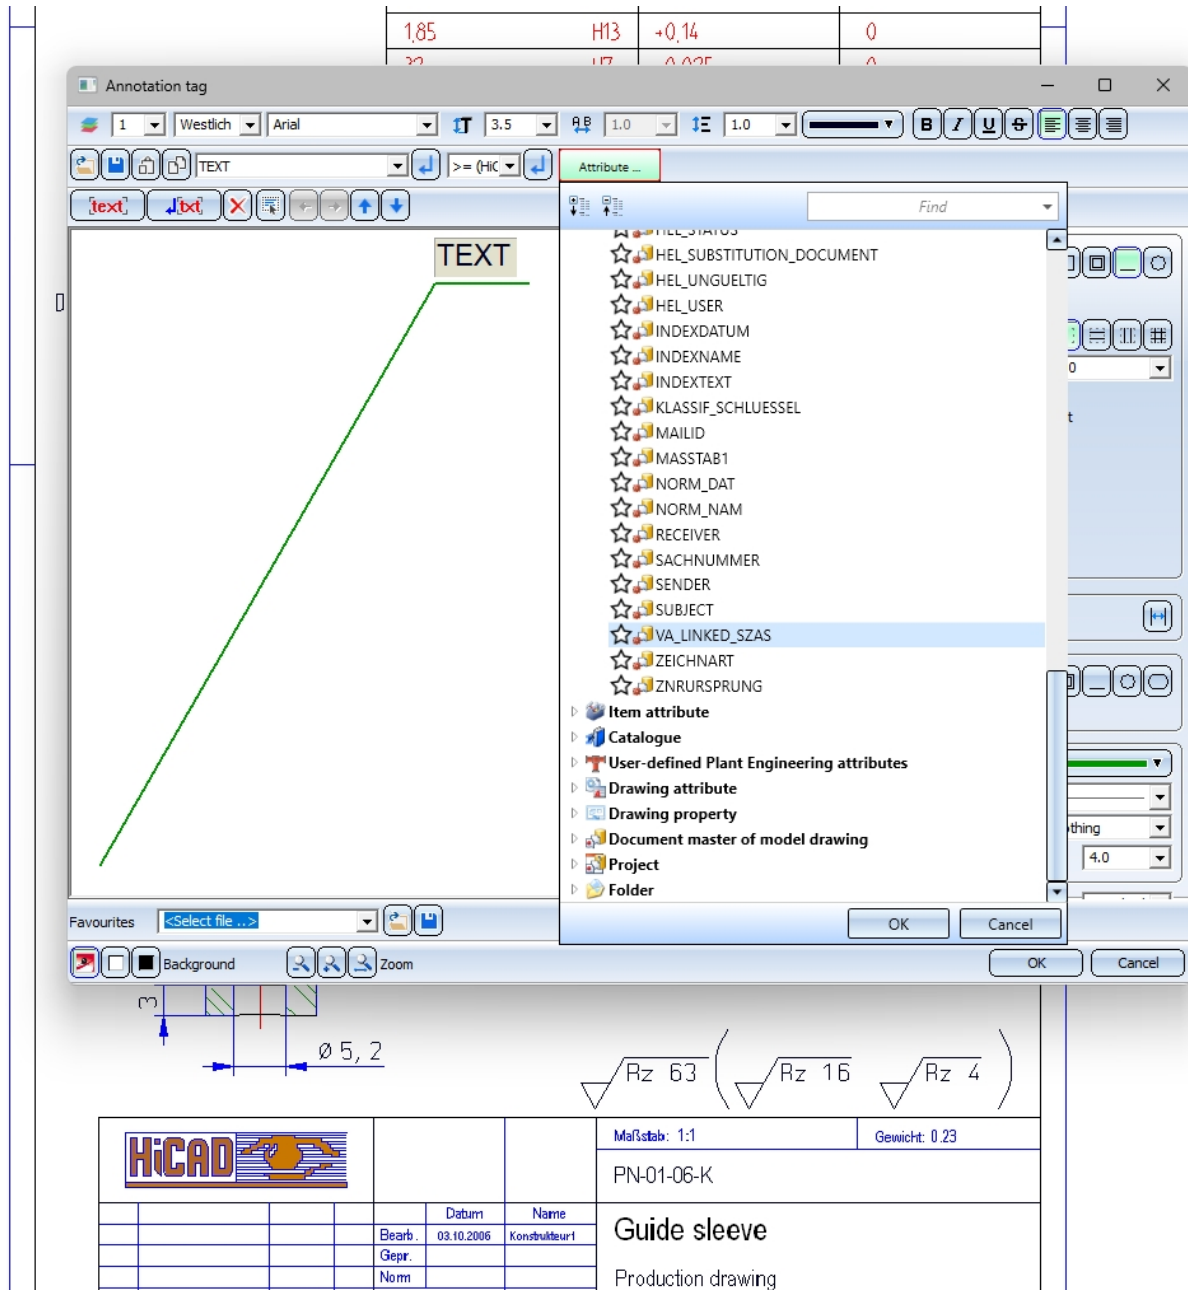 1,85 H13 +0,14 0
Annotation tag
1 Westlich Arial 3.5 AB 1.0 1.0 B I U S
TEXT >= (HiC Attribute ...
[text] txt
Find
HEL_STATUS
TEXT
HEL_SUBSTITUTION_DOCUMENT
HEL_UNGUELTIG
HEL_USER
INDEXDATUM
INDEXNAME
INDEXTEXT
KLASSIF_SCHLUESSEL
MAILID
MASSTAB1
NORM_DAT
NORM_NAM
RECEIVER
SACHNUMMER
SENDER
SUBJECT
VA_LINKED_SZAS
ZEICHNART
ZNRURSPRUNG
Item attribute
Catalogue
User-defined Plant Engineering attributes
Drawing attribute
Drawing property
thing
Document master of model drawing
4.0
Project
Folder
Favourites <Select file ..>
OK Cancel
Background Zoom OK Cancel
3
Ø 5,2
Rz 63 Rz 16 Rz 4
HiCAD
Maßstab: 1:1 Gewicht: 0.23
PN-01-06-K
Datum Name
Bearb. 03.10.2006 Konstrukteur1
Guide sleeve
Gepr.
Norm
Production drawing